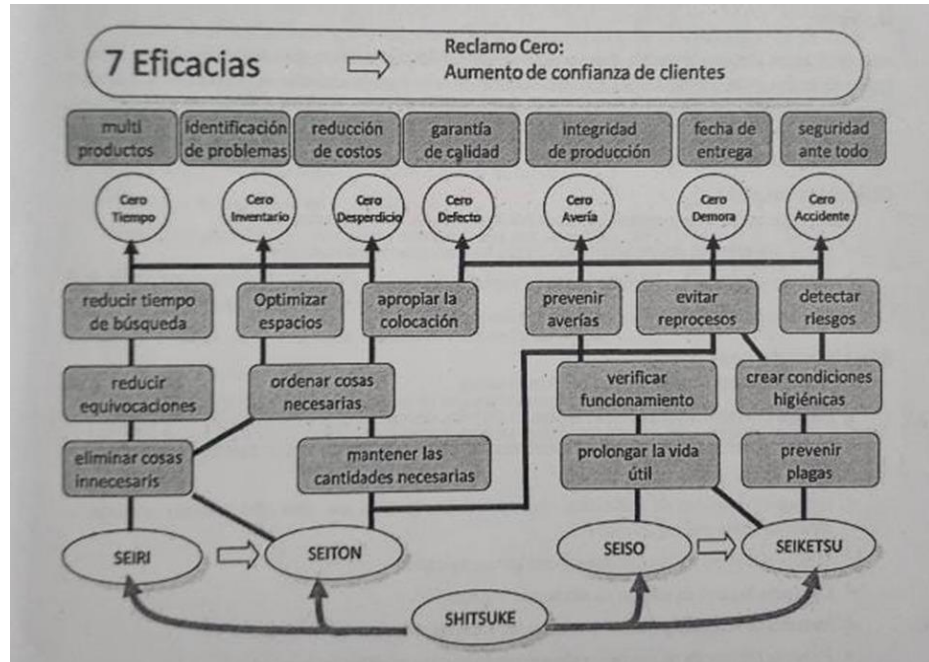 7 Eficacias
Reclamo Cero:
Aumento de confianza de clientes
multi
productos
identificación
de problemas
reducción
de costos
garantía
de calidad
integridad
de producción
fecha de
entrega
seguridad
ante todo
Cero
Tiempo
Cero
Inventario
Cero
Desperdicio
Cero
Defecto
Cero
Avería
Cero
Demora
Cero
Accidente
reducir tiempo
de búsqueda
Optimizar
espacios
apropiar la
colocación
prevenir
averías
evitar
reprocesos
detectar
riesgos
reducir
equivocaciones
ordenar cosas
necesarias
verificar
funcionamiento
crear condiciones
higiénicas
eliminar cosas
innecesaris
mantener las
cantidades necesarias
prolongar la vida
útil
prevenir
plagas
SEIRI
SEITON
SEISO
SEIKETSU
SHITSUKE